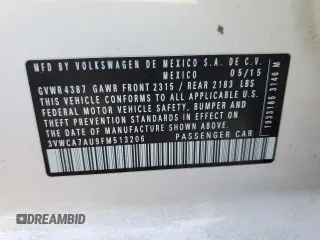 MFD BY VOLKSWAGEN DE MEXICO S.A. DE C.V.
MEXICO 05/15
GVWR 4387 GAWR FRONT 2315 / REAR 2183 LBS
THIS VEHICLE CONFORMS TO ALL APPLICABLE U.S.
FEDERAL MOTOR VEHICLE SAFETY, BUMPER AND
THEFT PREVENTION STANDARDS IN EFFECT
ON THE DATE OF MANUFACTURE SHOWN ABOVE.
3VWCA7AU9FM513206 PASSENGER CAR
1939186 3146 M